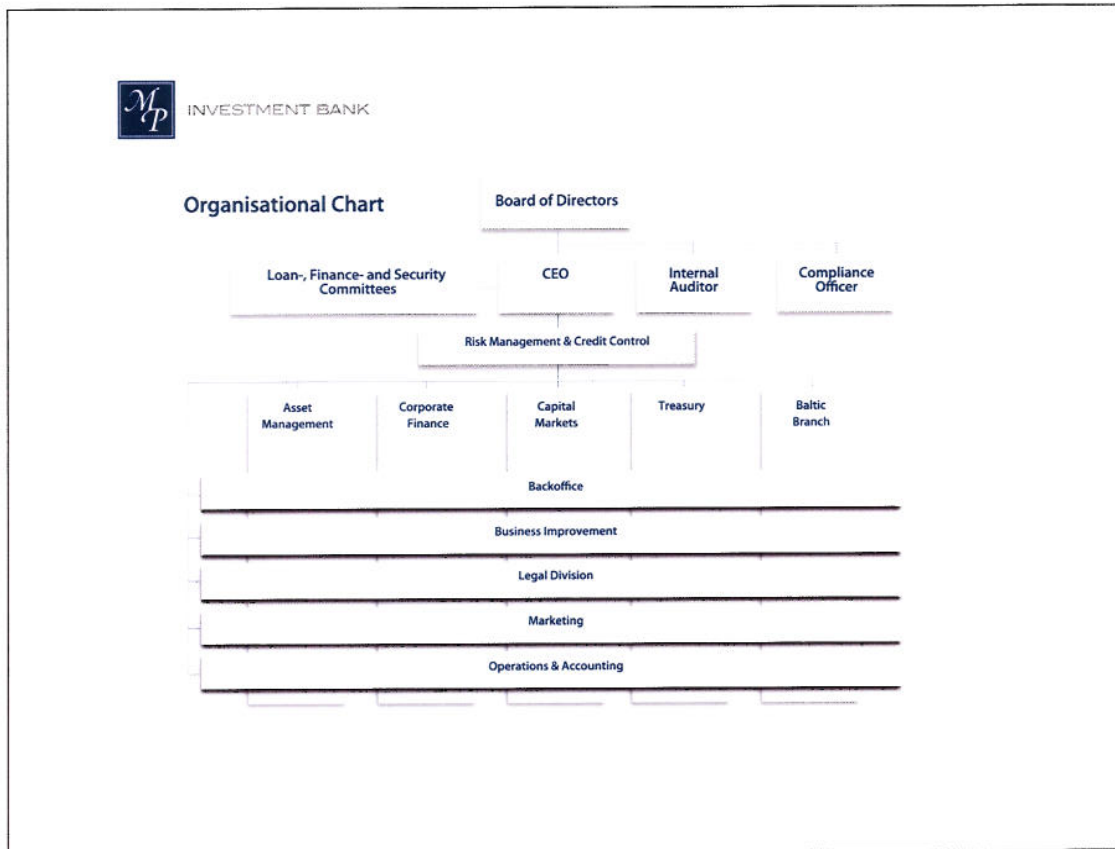 MP INVESTMENT BANK
Organisational Chart
Board of Directors
Loan-, Finance- and Security
Committees
CEO
Internal
Auditor
Compliance
Officer
Risk Management & Credit Control
Asset
Management
Corporate
Finance
Capital
Markets
Treasury
Baltic
Branch
Backoffice
Business Improvement
Legal Division
Marketing
Operations & Accounting